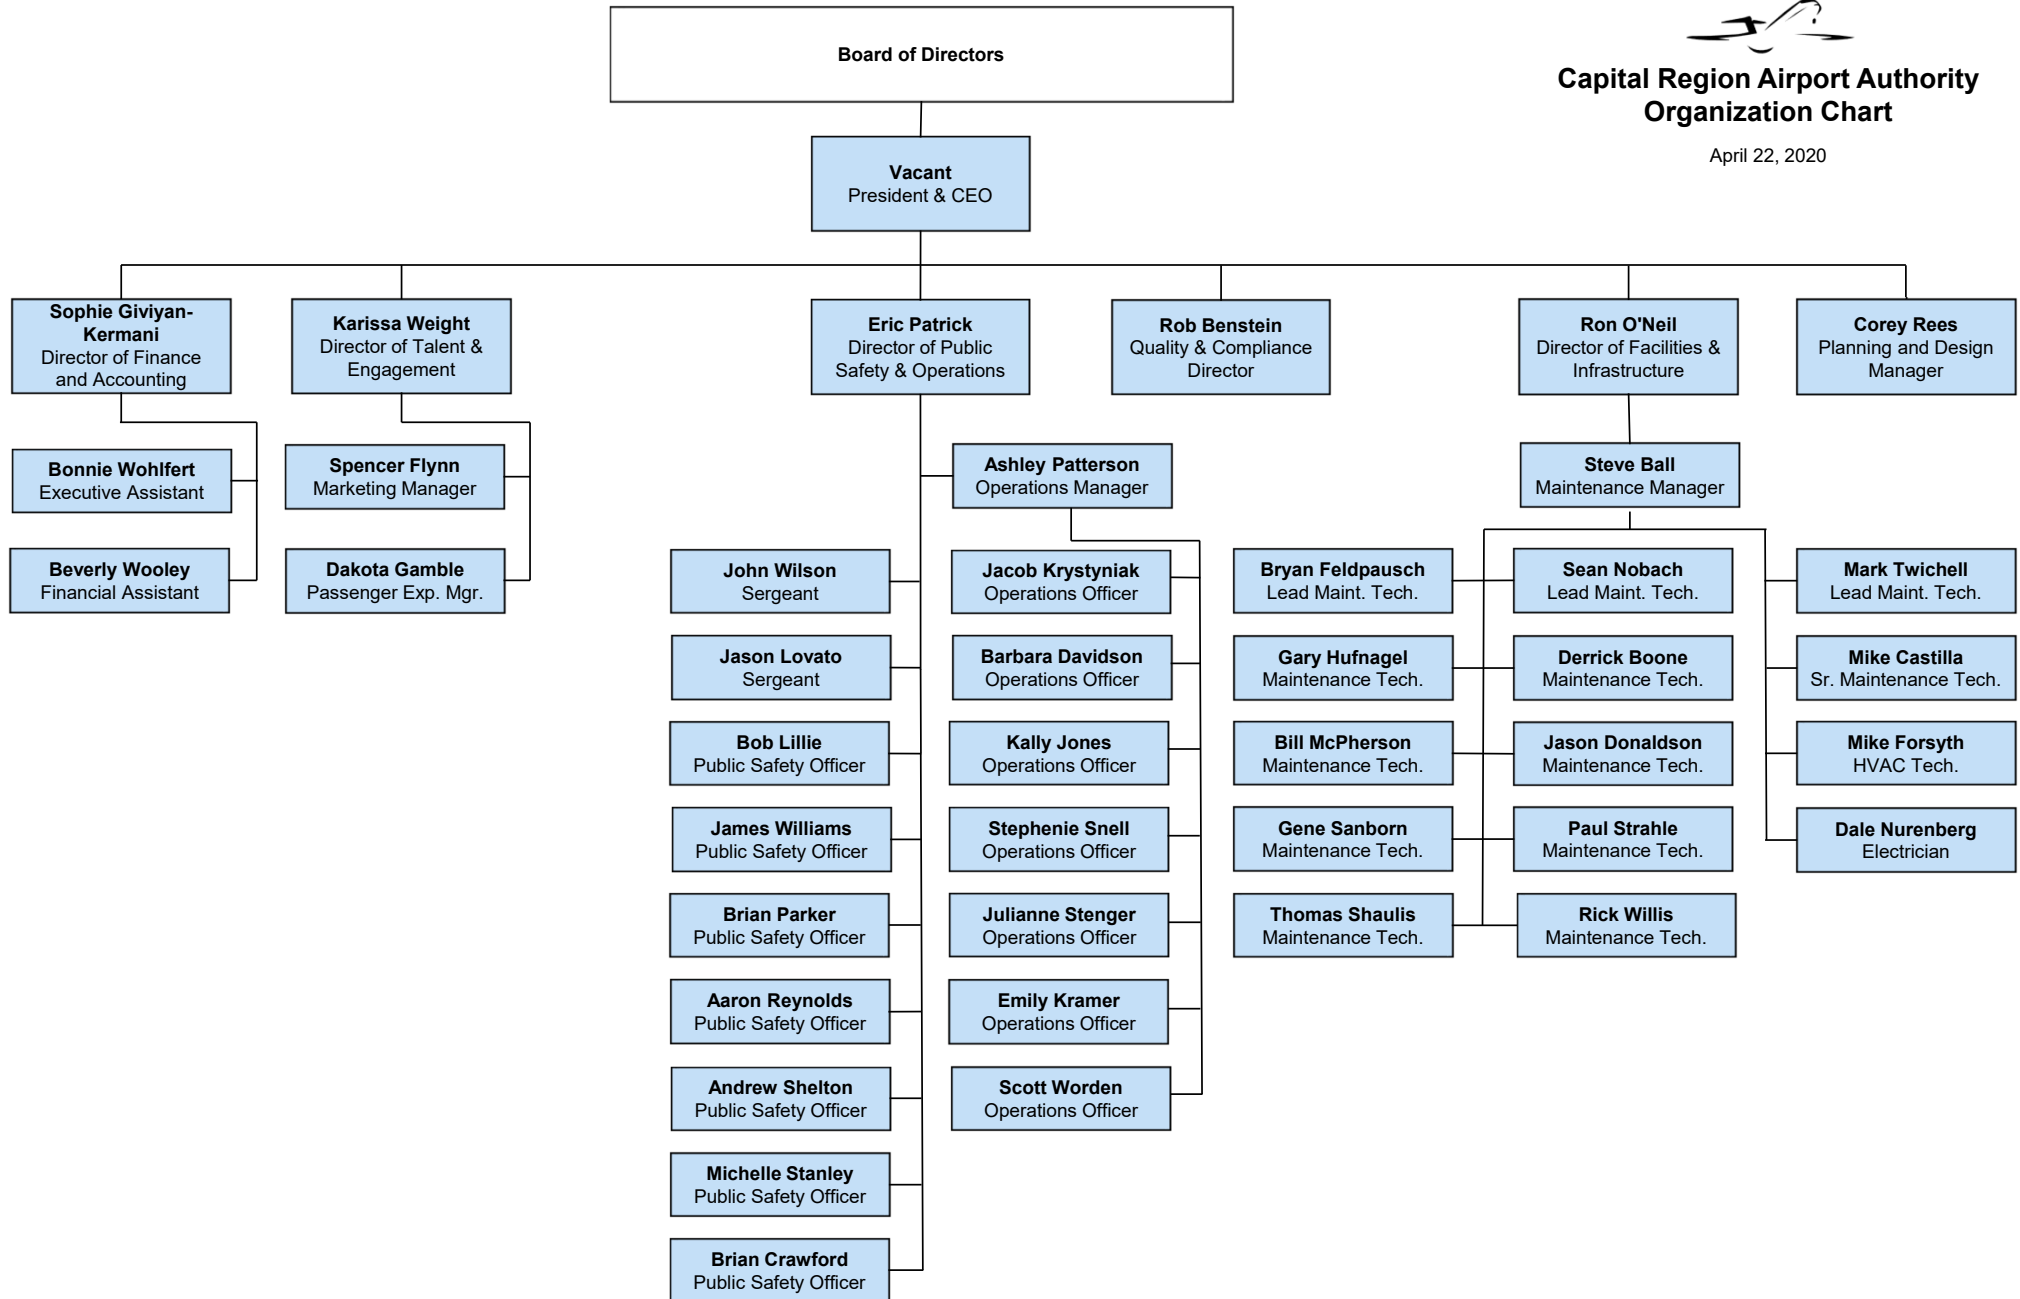 Board of Directors
Capital Region Airport Authority
Organization Chart
April 22, 2020
Vacant
President & CEO
Sophie Giviyan-
Kermani
Director of Finance
and Accounting
Karissa Weight
Director of Talent &
Engagement
Eric Patrick
Director of Public
Safety & Operations
Rob Benstein
Quality & Compliance
Director
Ron O'Neil
Director of Facilities &
Infrastructure
Corey Rees
Planning and Design
Manager
Bonnie Wohlfert
Executive Assistant
Beverly Wooley
Financial Assistant
Spencer Flynn
Marketing Manager
Dakota Gamble
Passenger Exp. Mgr.
Ashley Patterson
Operations Manager
Steve Ball
Maintenance Manager
John Wilson
Sergeant
Jason Lovato
Sergeant
Bob Lillie
Public Safety Officer
James Williams
Public Safety Officer
Brian Parker
Public Safety Officer
Aaron Reynolds
Public Safety Officer
Andrew Shelton
Public Safety Officer
Michelle Stanley
Public Safety Officer
Brian Crawford
Public Safety Officer
Jacob Krystyniak
Operations Officer
Barbara Davidson
Operations Officer
Kally Jones
Operations Officer
Stephenie Snell
Operations Officer
Julianne Stenger
Operations Officer
Emily Kramer
Operations Officer
Scott Worden
Operations Officer
Bryan Feldpausch
Lead Maint. Tech.
Gary Hufnagel
Maintenance Tech.
Bill McPherson
Maintenance Tech.
Gene Sanborn
Maintenance Tech.
Thomas Shaulis
Maintenance Tech.
Sean Nobach
Lead Maint. Tech.
Derrick Boone
Maintenance Tech.
Jason Donaldson
Maintenance Tech.
Paul Strahle
Maintenance Tech.
Rick Willis
Maintenance Tech.
Mark Twichell
Lead Maint. Tech.
Mike Castilla
Sr. Maintenance Tech.
Mike Forsyth
HVAC Tech.
Dale Nurenberg
Electrician